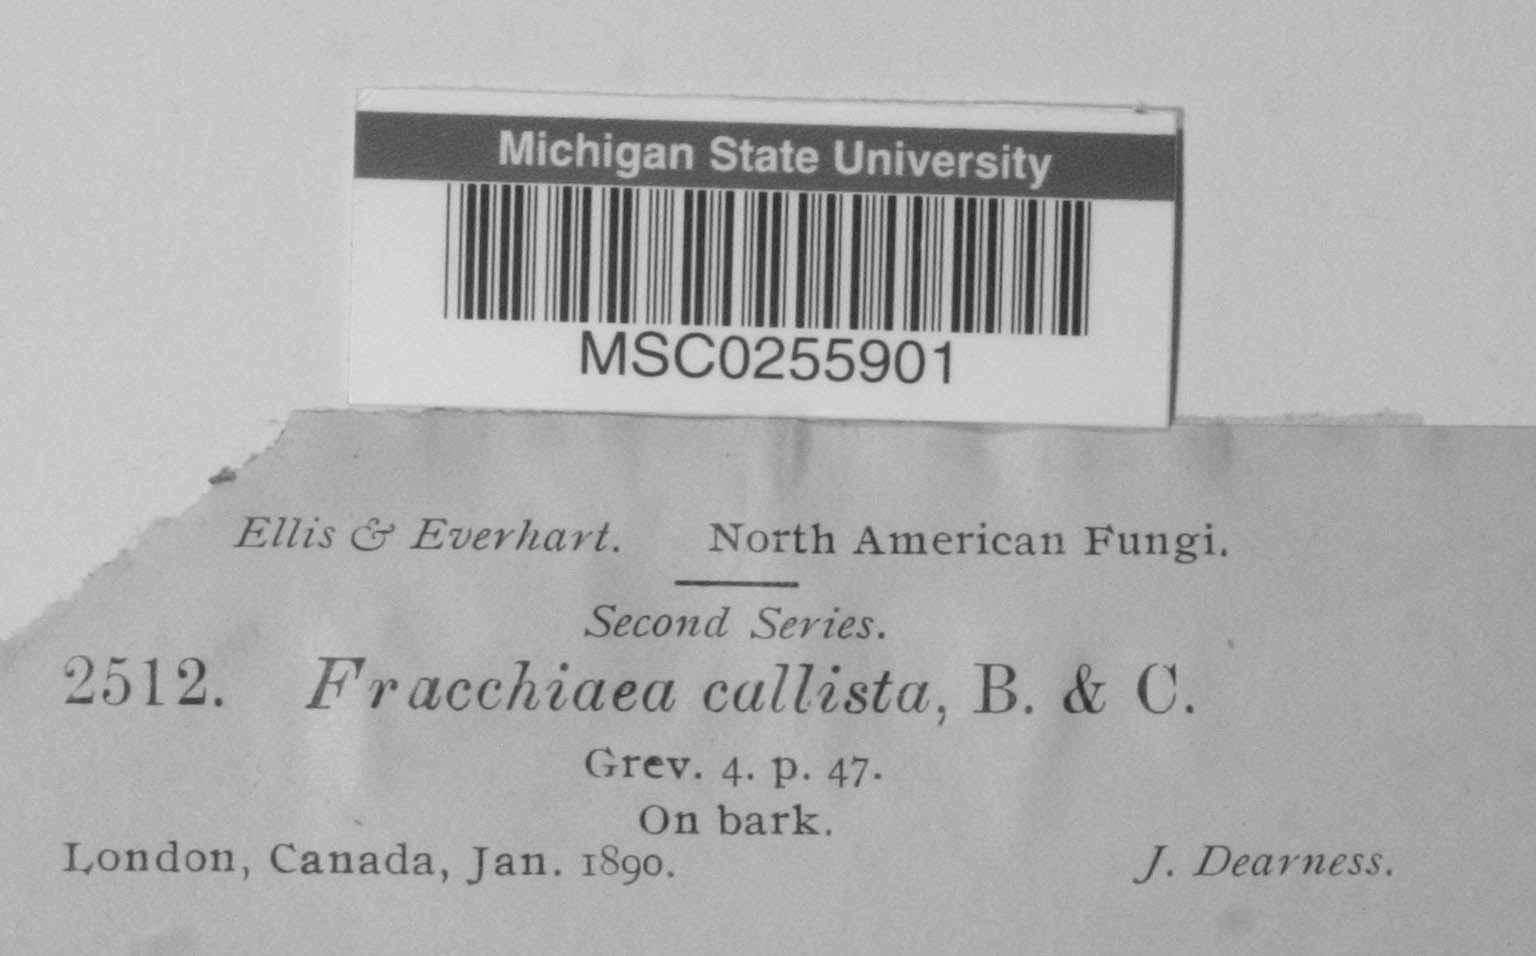 Michigan State University
MSC0255901
Ellis & Everhart. North American Fungi.
Second Series.
2512. Fracchiaea callista, B. & C.
Grev. 4. p. 47.
On bark.
London, Canada, Jan. 1890. J. Dearness.